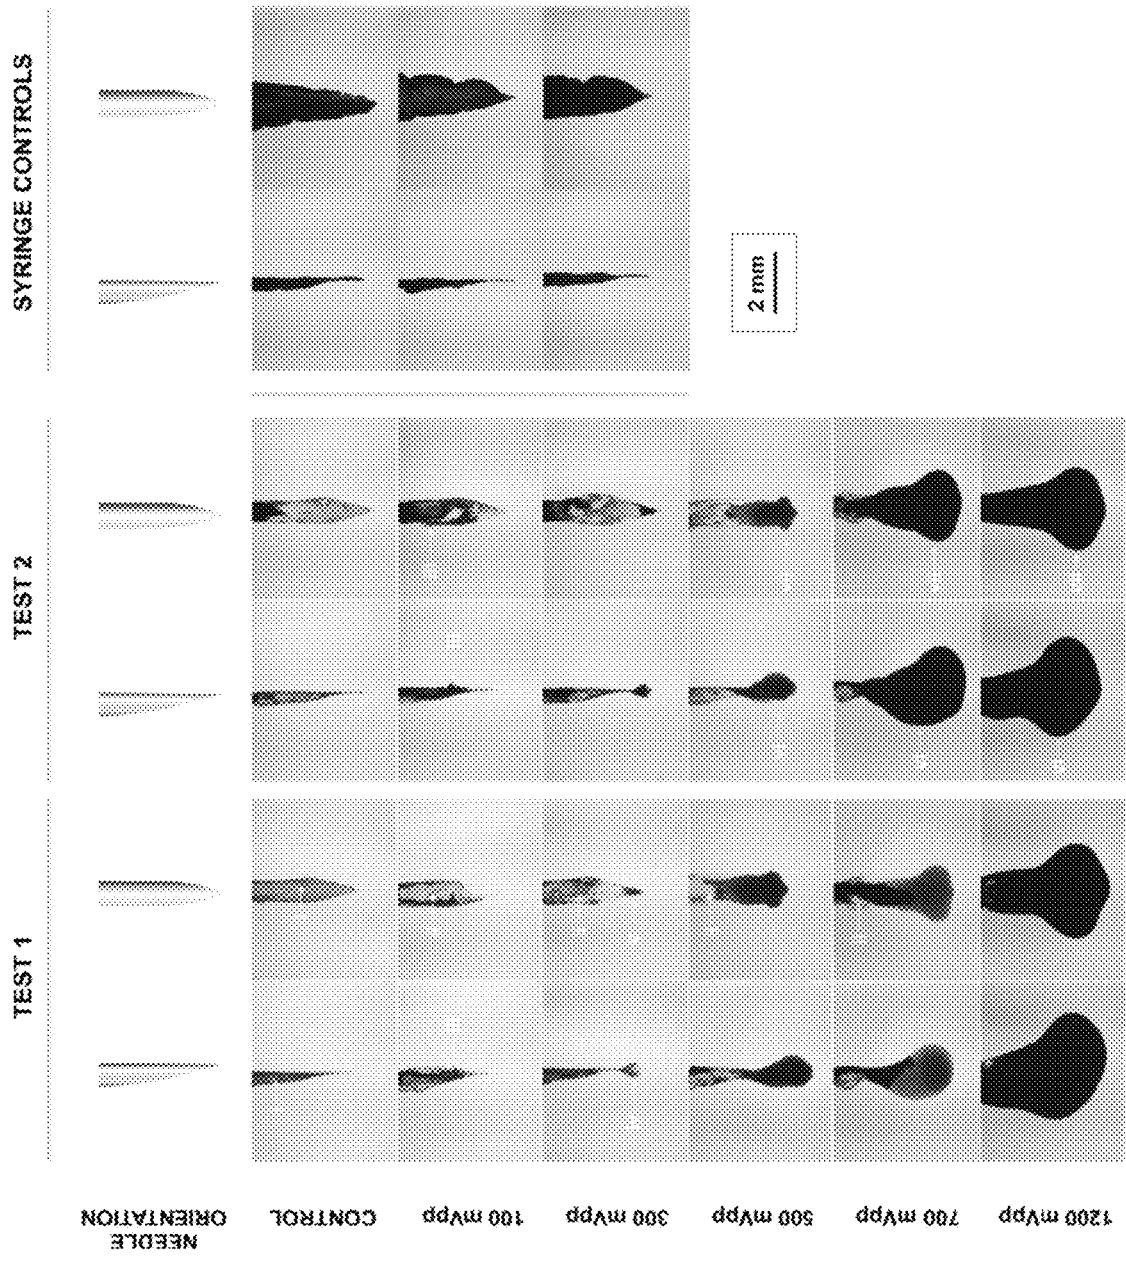 SYRINGE CONTROLS
TEST 2
TEST 1
2 mm
NEEDLE
ORIENTATION
CONTROL
100 mVpp
300 mVpp
500 mVpp
700 mVpp
1200 mVpp